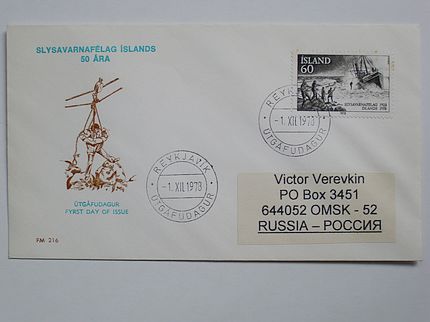 SLYSAVARNAFÉLAG ÍSLANDS
50 ÁRA
ÍSLAND
60
SLYSAVARNAFÉLAG 1928
ÍSLANDS 1978
REYKJAVÍK
-1.XII.1978
ÚTGÁFUDAGUR
REYKJAVÍK
-1.XII.1978
ÚTGÁFUDAGUR
Victor Verevkin
PO Box 3451
644052 OMSK - 52
RUSSIA – РОССИЯ
ÚTGÁFUDAGUR
FYRST DAY OF ISSUE
FM 216